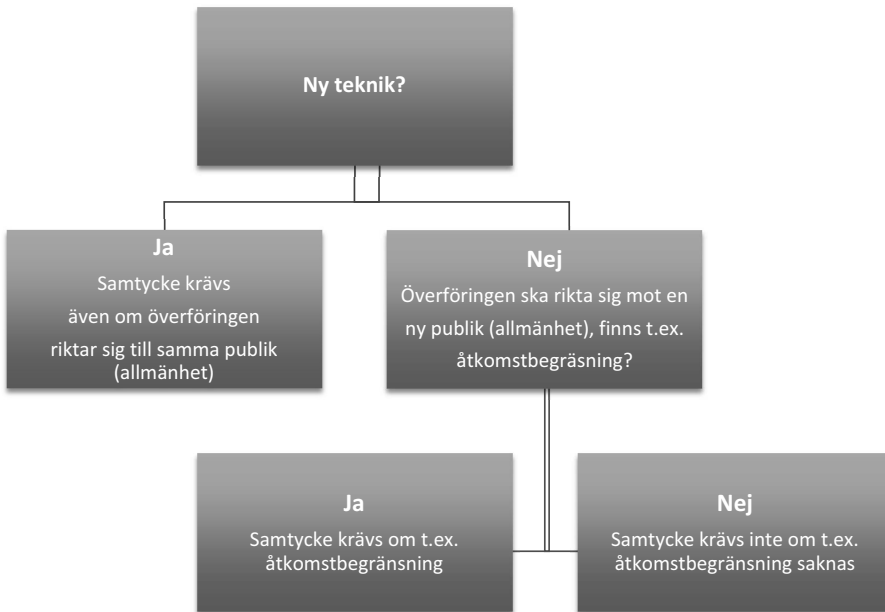 Ny teknik?
Ja
Samtycke krävs
även om överföringen
riktar sig till samma publik
(allmänhet)
Nej
Överföringen ska rikta sig mot en
ny publik (allmänhet), finns t.ex.
åtkomstbegräsning?
Ja
Samtycke krävs om t.ex.
åtkomstbegränsning
Nej
Samtycke krävs inte om t.ex.
åtkomstbegränsning saknas